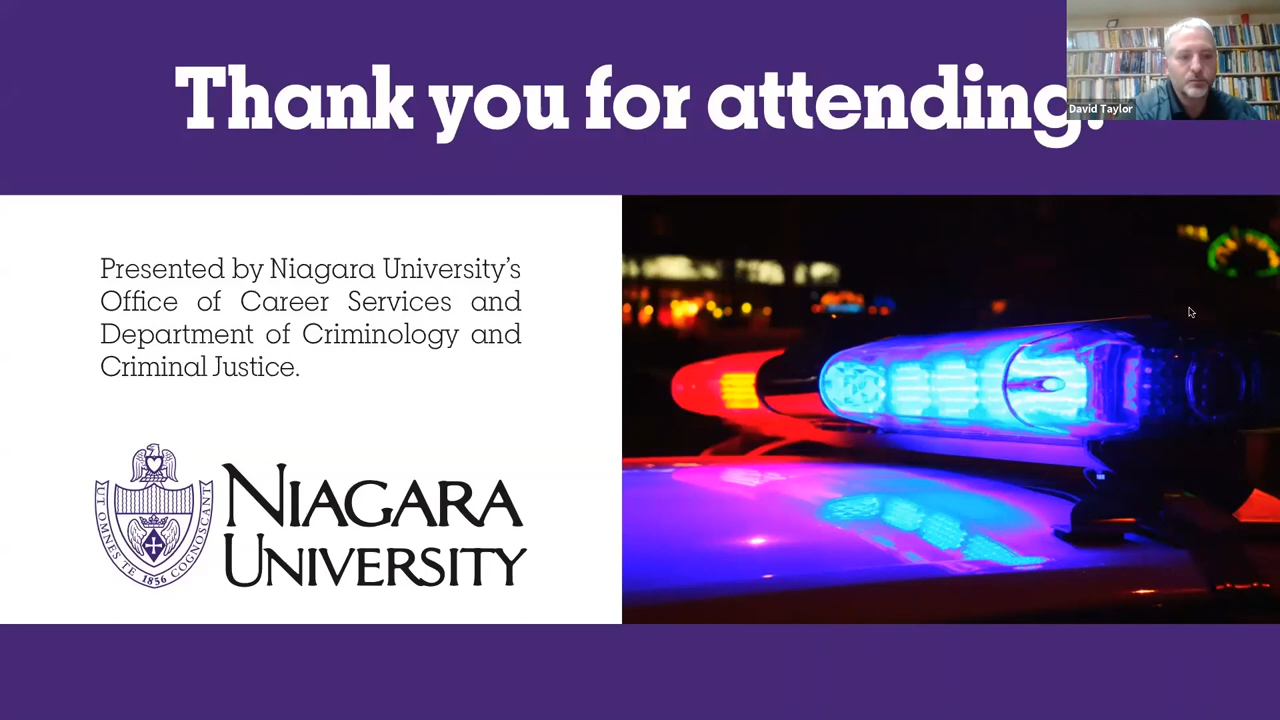 Thank you for attending!
David Taylor
Presented by Niagara University's
Office of Career Services and
Department of Criminology and
Criminal Justice.
UT OMNES TE COGNOSCANT
1856
NIAGARA
UNIVERSITY